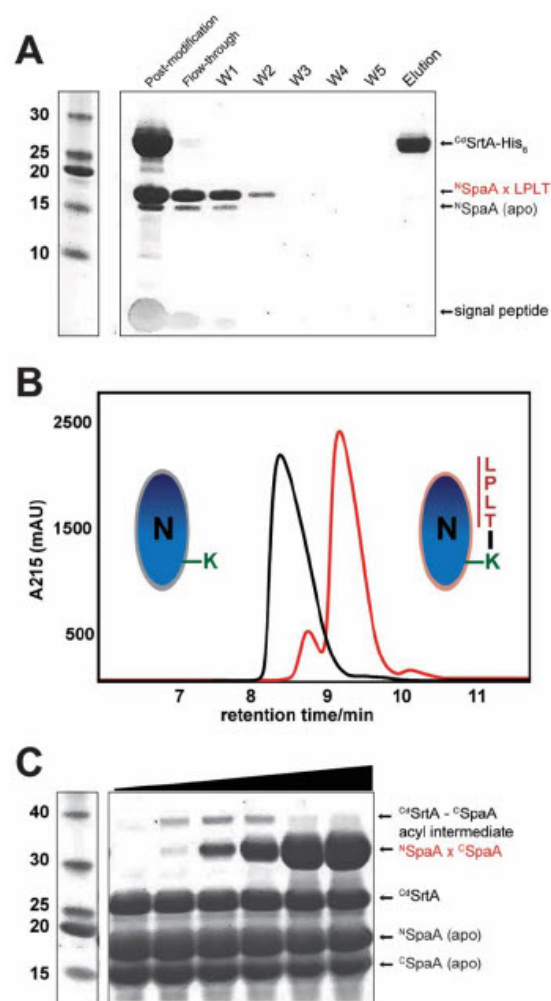 A
Post-modification
Flow-through
W1
W2
W3
W4
W5
Elution
30
25
20
15
10
CdSrtA-His6
NSpaA x LPLT
NSpaA (apo)
signal peptide
B
2500
1500
500
A215 (mAU)
N
K
N
L
P
L
T
K
7 8 9 10 11
retention time/min
C
40
30
25
20
15
CdSrtA - CSpaA
acyl intermediate
NSpaA x CSpaA
CdSrtA
NSpaA (apo)
CSpaA (apo)